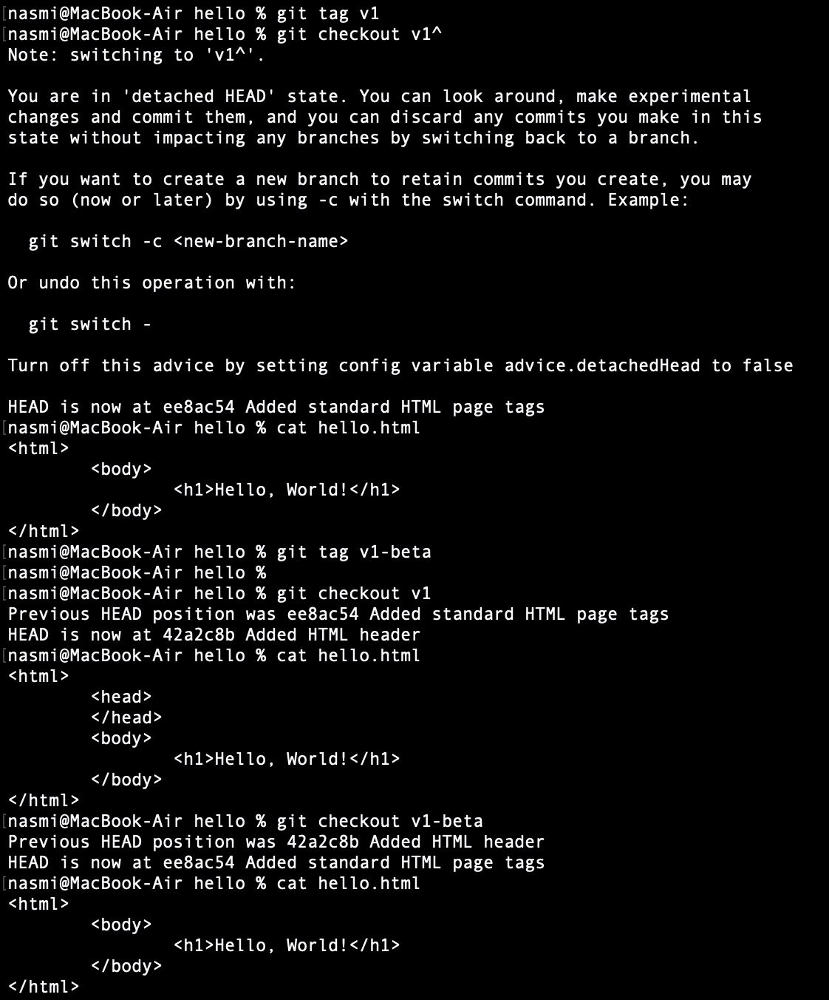 [nasmi@MacBook-Air hello % git tag v1
[nasmi@MacBook-Air hello % git checkout v1^
Note: switching to 'v1^'.

You are in 'detached HEAD' state. You can look around, make experimental
changes and commit them, and you can discard any commits you make in this
state without impacting any branches by switching back to a branch.

If you want to create a new branch to retain commits you create, you may
do so (now or later) by using -c with the switch command. Example:

  git switch -c <new-branch-name>

Or undo this operation with:

  git switch -

Turn off this advice by setting config variable advice.detachedHead to false

HEAD is now at ee8ac54 Added standard HTML page tags
[nasmi@MacBook-Air hello % cat hello.html
<html>
        <body>
                <h1>Hello, World!</h1>
        </body>
</html>
[nasmi@MacBook-Air hello % git tag v1-beta
[nasmi@MacBook-Air hello %
[nasmi@MacBook-Air hello % git checkout v1
Previous HEAD position was ee8ac54 Added standard HTML page tags
HEAD is now at 42a2c8b Added HTML header
[nasmi@MacBook-Air hello % cat hello.html
<html>
        <head>
        </head>
        <body>
                <h1>Hello, World!</h1>
        </body>
</html>
[nasmi@MacBook-Air hello % git checkout v1-beta
Previous HEAD position was 42a2c8b Added HTML header
HEAD is now at ee8ac54 Added standard HTML page tags
[nasmi@MacBook-Air hello % cat hello.html
<html>
        <body>
                <h1>Hello, World!</h1>
        </body>
</html>